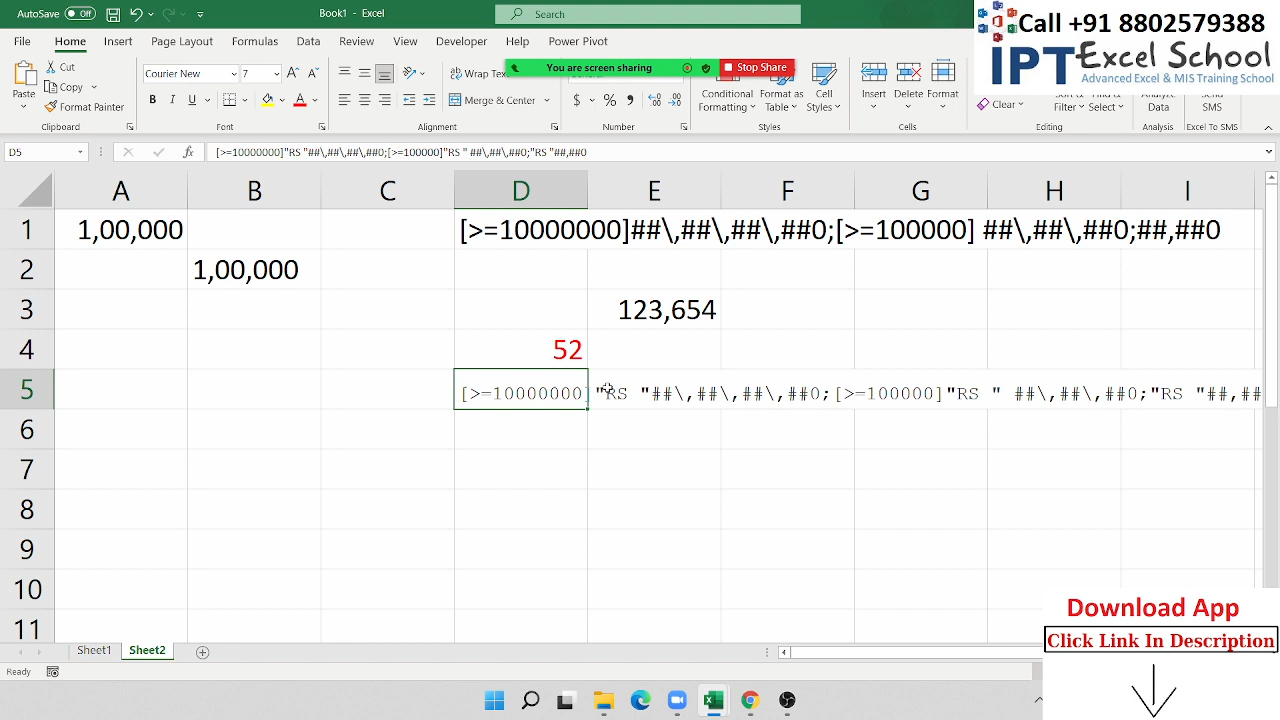 AutoSave Off Book1 - Excel Search
Call +91 8802579388
IPT Excel School
Advanced Excel & MIS Training School
File Home Insert Page Layout Formulas Data Review View Developer Help Power Pivot
You are screen sharing Stop Share
Paste Cut Copy Format Painter
Courier New 7
B I U
Wrap Text
Merge & Center
$ % ,
Conditional Formatting Format as Table Cell Styles
Insert Delete Format
Clear
Filter Select
Data
SMS
Clipboard Font Alignment Number Styles Cells Editing Analysis Excel To SMS
D5 fx [>=10000000]"RS "##\,##\,##\,##0;[>=100000]"RS " ##\,##\,##0;"RS "##,##0
A B C D E F G H I
1 1,00,000 [>=10000000]##\,##\,##\,##0;[>=100000] ##\,##\,##0;##,##0
2 1,00,000
3 123,654
4 52
5 [>=10000000]"RS "##\,##\,##\,##0;[>=100000]"RS " ##\,##\,##0;"RS "##,##
6
7
8
9
10
11
Download App
Click Link In Description
Sheet1 Sheet2
Ready